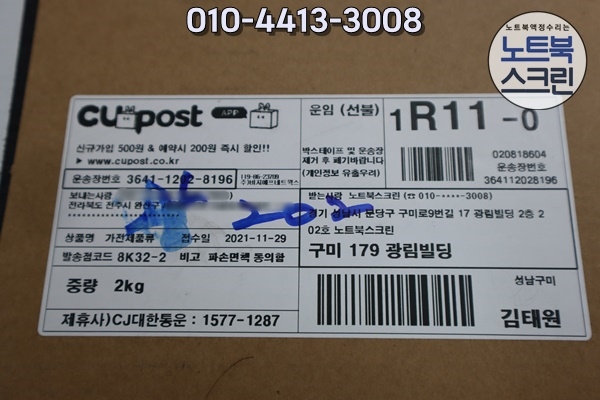 010-4413-3008
노트북액정수리는
노트북
스크린
CUpost APP
신규가입 500원 & 예약시 200원 즉시 할인!!
▶ www.cupost.co.kr
운송장번호 3641-1202-8196
운임 (선불)
1R11 -0
박스테이프 및 운송장
제거 후 폐기바랍니다
(개인정보 유출우려)
020818604
운송장번호
364112028196
보내는사람
전라북도 전주시 완산구
받는사람 노트북스크린 (☎ 010-****-3008)
경기 성남시 분당구 구미로9번길 17 광림빌딩 2층 2
02호 노트북스크린
202
상품명 가전제품류 접수일 2021-11-29
발송점코드 8K32-2 비고 파손면책 동의함
구미 179 광림빌딩
중량 2kg
성남구미
김태원
제휴사)CJ대한통운 : 1577-1287